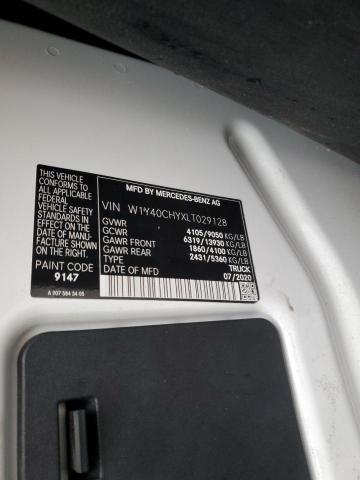 MFD BY MERCEDES-BENZ AG
VIN W1Y40CHYXLT029128
GVWR 4105/9050 KG/LB
GCWR 6319/13930 KG/LB
GAWR FRONT 1860/4100 KG/LB
GAWR REAR 2431/5360 KG/LB
TYPE TRUCK
DATE OF MFD 07/2020
THIS VEHICLE
CONFORMS TO ALL
APPLICABLE FEDERAL
MOTOR VEHICLE SAFETY
STANDARDS IN EFFECT
ON THE DATE OF MANU-
FACTURE SHOWN ABOVE
PAINT CODE
9147
A 907 584 34 05